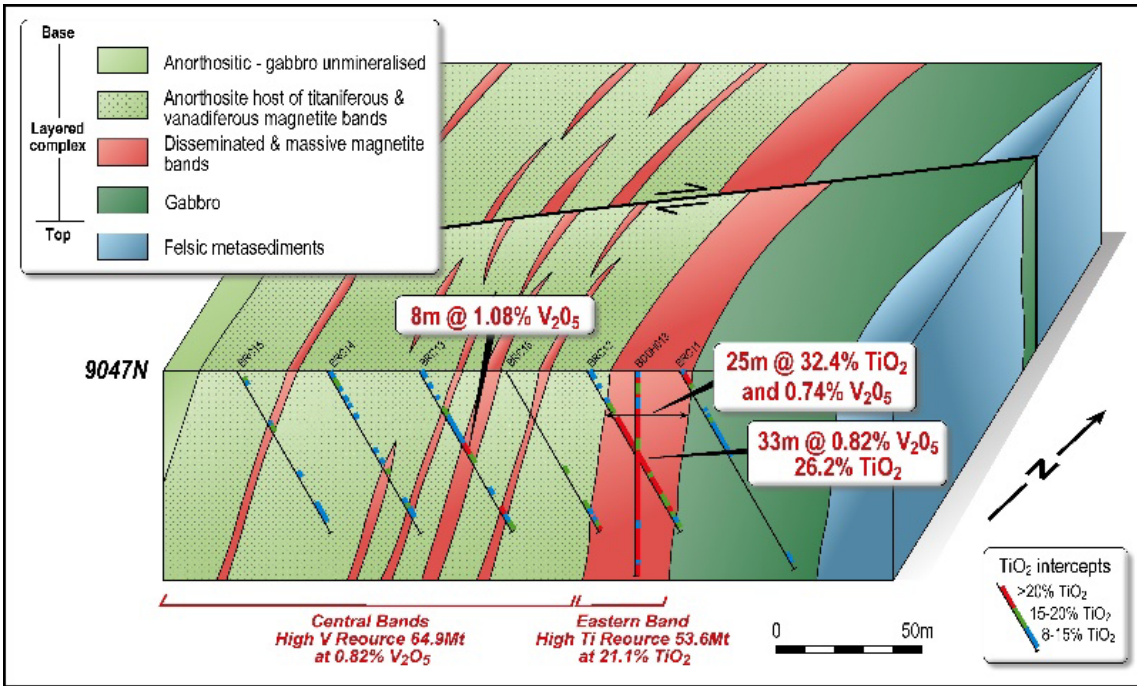 Base
Layered
complex
Top
Anorthositic - gabbro unmineralised
Anorthosite host of titaniferous &
vanadiferous magnetite bands
Disseminated & massive magnetite
bands
Gabbro
Felsic metasediments
8m @ 1.08% V₂0₅
9047N
BRC15
BRC14
BRC13
BRC12
BDDH013
BRC11
25m @ 32.4% TiO₂
and 0.74% V₂0₅
33m @ 0.82% V₂0₅
26.2% TiO₂
N
Central Bands
High V Reource 64.9Mt
at 0.82% V₂O₅
Eastern Band
High Ti Reource 53.6Mt
at 21.1% TiO₂
0
50m
TiO₂ intercepts
>20% TiO₂
15-20% TiO₂
8-15% TiO₂